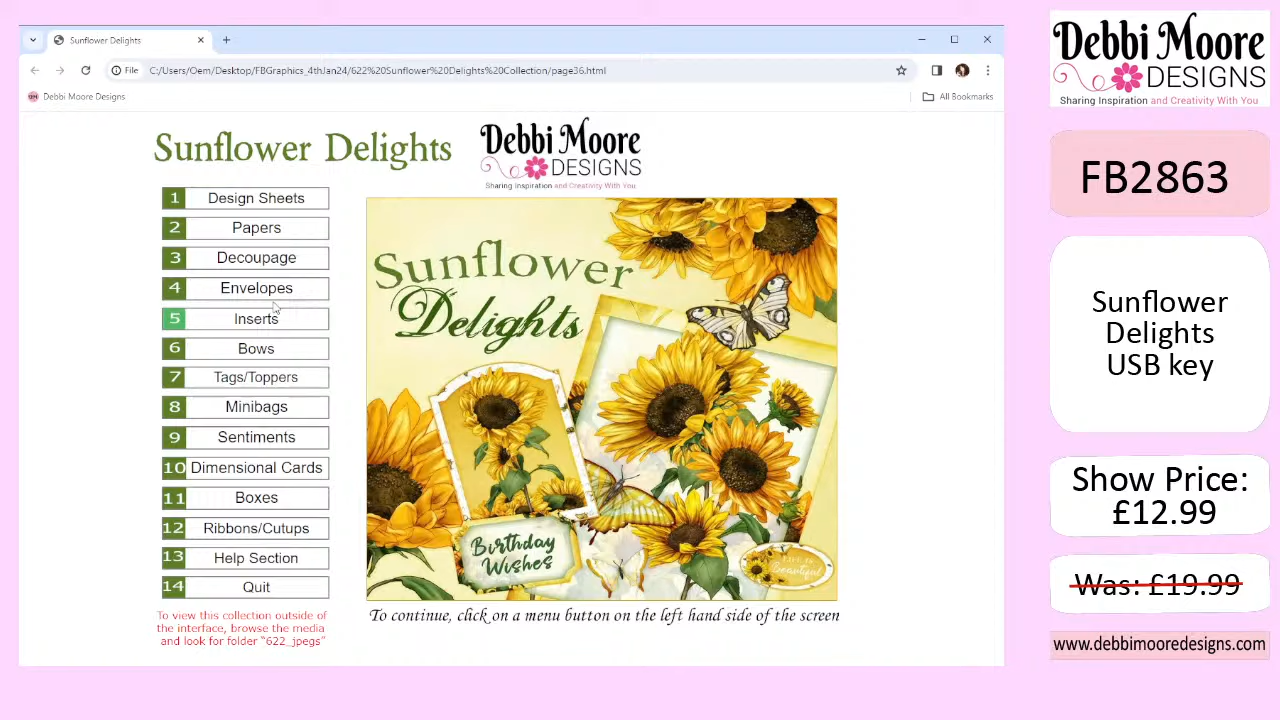 Sunflower Delights
File
C:/Users/Own/Desktop/FBGraphics_4thJan24/622%20Sunflower%20Delights%20Collection/page36.html
Debbi Moore Designs
All Bookmarks
Sunflower Delights
Debbi Moore
DESIGNS
Sharing Inspiration and Creativity With You
1 Design Sheets
2 Papers
3 Decoupage
4 Envelopes
5 Inserts
6 Bows
7 Tags/Toppers
8 Minibags
9 Sentiments
10 Dimensional Cards
11 Boxes
12 Ribbons/Cutups
13 Help Section
14 Quit
To view this collection outside of
the interface, browse the media
and look for folder "622_jpegs"
Sunflower
Delights
Birthday
Wishes
Beautiful
To continue, click on a menu button on the left hand side of the screen
Debbi Moore
DESIGNS
Sharing Inspiration and Creativity With You
FB2863
Sunflower
Delights
USB key
Show Price:
£12.99
Was: £19.99
www.debbimooredesigns.com